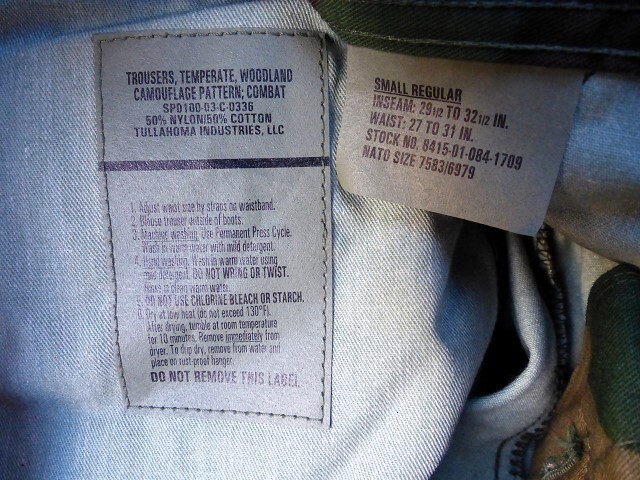 TROUSERS, TEMPERATE, WOODLAND
CAMOUFLAGE PATTERN; COMBAT
SP0100-03-C-0336
50% NYLON/50% COTTON
TULLAHOMA INDUSTRIES, LLC
1. Adjust waist size by straps on waistband.
2. Blouse trouser outside of boots.
3. Machine washing. Use Permanent Press Cycle.
Wash in warm water with mild detergent.
4. Hand washing. Wash in warm water using
mild detergent. DO NOT WRING OR TWIST.
Rinse in clean warm water.
5. DO NOT USE CHLORINE BLEACH OR STARCH.
6. Dry at low heat (do not exceed 130°F).
After drying, tumble at room temperature
for 10 minutes. Remove immediately from
dryer. To drip dry, remove from water and
place on rust-proof hanger.
DO NOT REMOVE THIS LABEL
SMALL REGULAR
INSEAM: 29 1/2 TO 32 1/2 IN.
WAIST: 27 TO 31 IN.
STOCK NO. 8415-01-084-1709
NATO SIZE 7583/6979